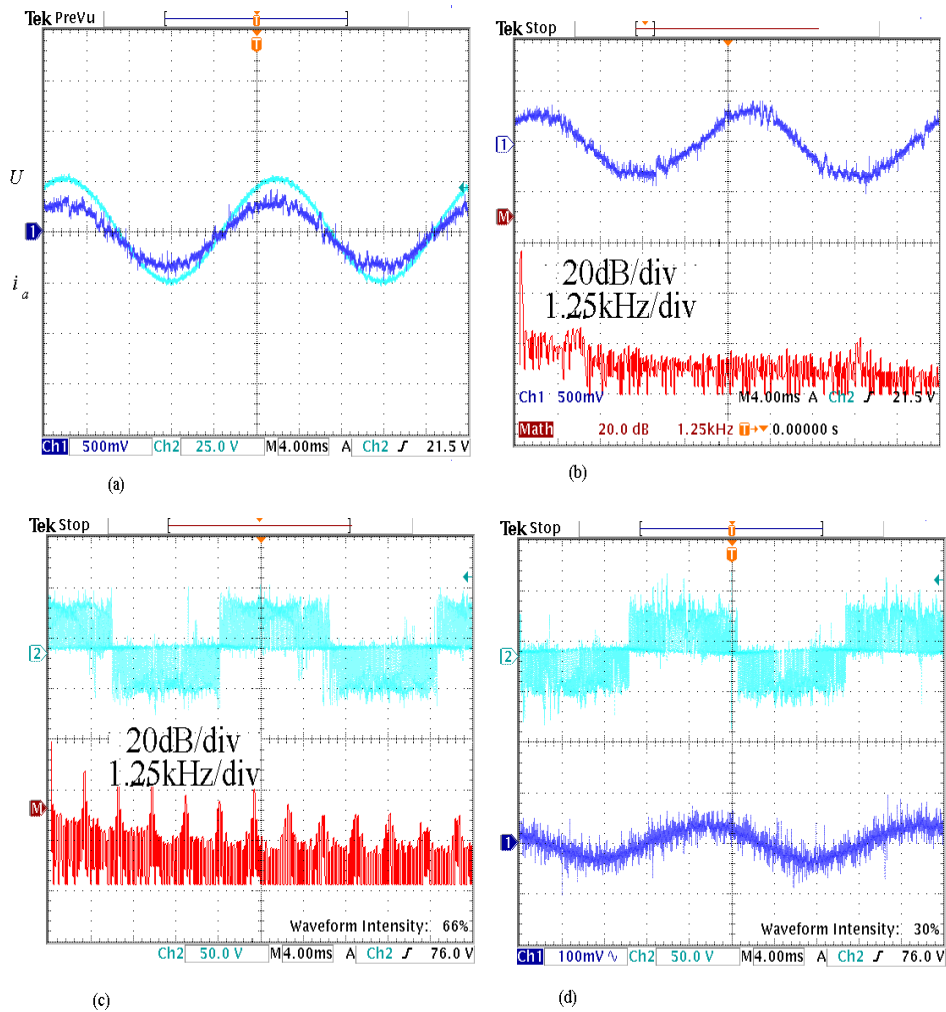 Tek PreVu
T
T
U
1
i a
Ch1 500mV Ch2 25.0 V M 4.00ms A Ch2 21.5 V
(a)
Tek Stop
1
M
20dB/div
1.25kHz/div
Ch1 500mV M4.00ms A Ch2 21.5 V
Math 20.0 dB 1.25kHz T 0.00000 s
(b)
Tek Stop
2
20dB/div
1.25kHz/div
M
Waveform Intensity: 66%
Ch2 50.0 V M 4.00ms A Ch2 76.0 V
(c)
Tek Stop
T
T
2
1
Waveform Intensity: 30%
Ch1 100mV∿ Ch2 50.0 V M 4.00ms A Ch2 76.0 V
(d)